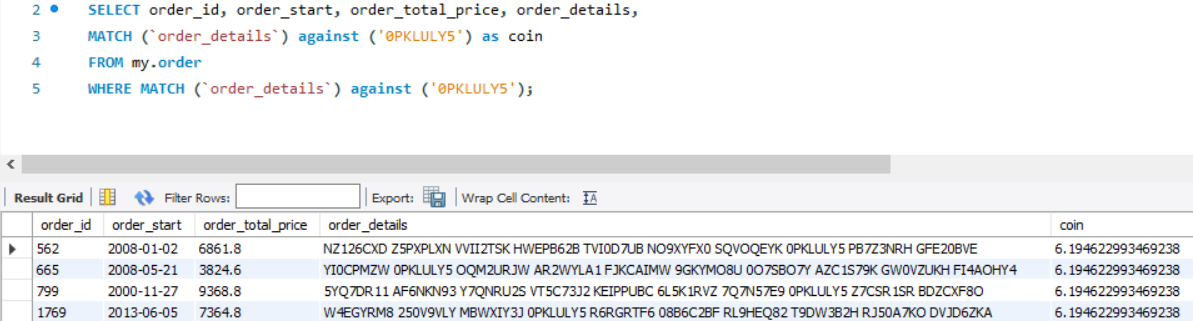 2 SELECT order_id, order_start, order_total_price, order_details,
3 MATCH (`order_details`) against ('0PKLULY5') as coin
4 FROM my.order
5 WHERE MATCH (`order_details`) against ('0PKLULY5');
Result Grid Filter Rows: Export: Wrap Cell Content:
order_id order_start order_total_price order_details coin
562 2008-01-02 6861.8 NZ126CXD Z5PXPLXN VVII2TSK HWEPB62B TVI0D7UB NO9XYFX0 SQVOQEYK 0PKLULY5 PB7Z3NRH GFE20BVE 6.194622993469238
665 2008-05-21 3824.6 YI0CPMZW 0PKLULY5 OQM2URJW AR2WYLA1 FJKCAIMW 9GKYMO8U 0O7SBO7Y AZC1S79K GW0VZUKH FI4AOHY4 6.194622993469238
799 2000-11-27 9368.8 5YQ7DR11 AF6NKN93 Y7QNRU2S VT5C73J2 KEIPPUBC 6L5K1RVZ 7Q7N57E9 0PKLULY5 Z7CSR1SR BDZCXF8O 6.194622993469238
1769 2013-06-05 7364.8 W4EGYRM8 250V9VLY MBWXIY3J 0PKLULY5 R6RGRTF6 08B6C2BF RL9HEQ82 T9DW3B2H RJ50A7KO DVJD6ZKA 6.194622993469238